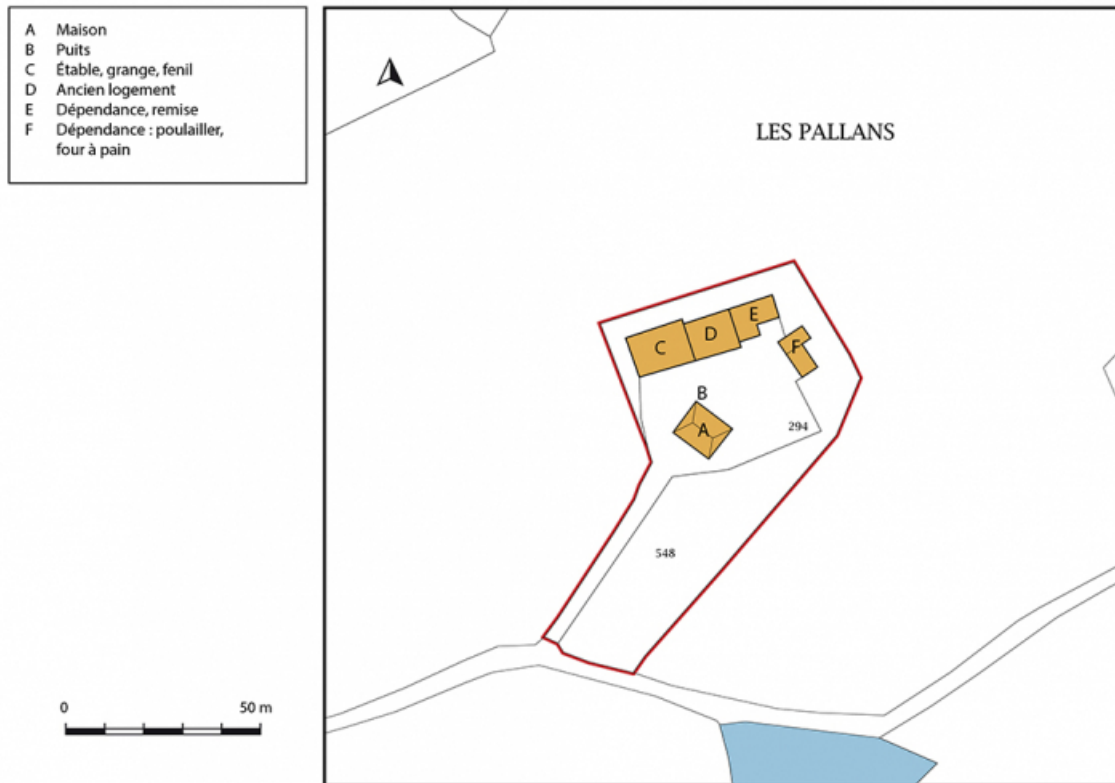 A Maison
B Puits
C Étable, grange, fenil
D Ancien logement
E Dépendance, remise
F Dépendance : poulailler,
four à pain
LES PALLANS
E
D
C
F
B
A
294
548
0 50 m